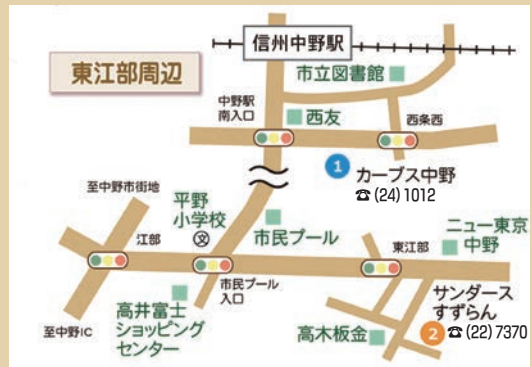 信州中野駅
東江部周辺
市立図書館
中野駅
南入口
西友
西条西
1
カーブス中野
☎(24)1012
至中野市街地
平野
小学校
文
市民プール
ニュー東京
中野
江部
東江部
市民プール
入口
サンダース
すずらん
2 ☎(22)7370
高井富士
ショッピング
センター
高木板金
至中野IC